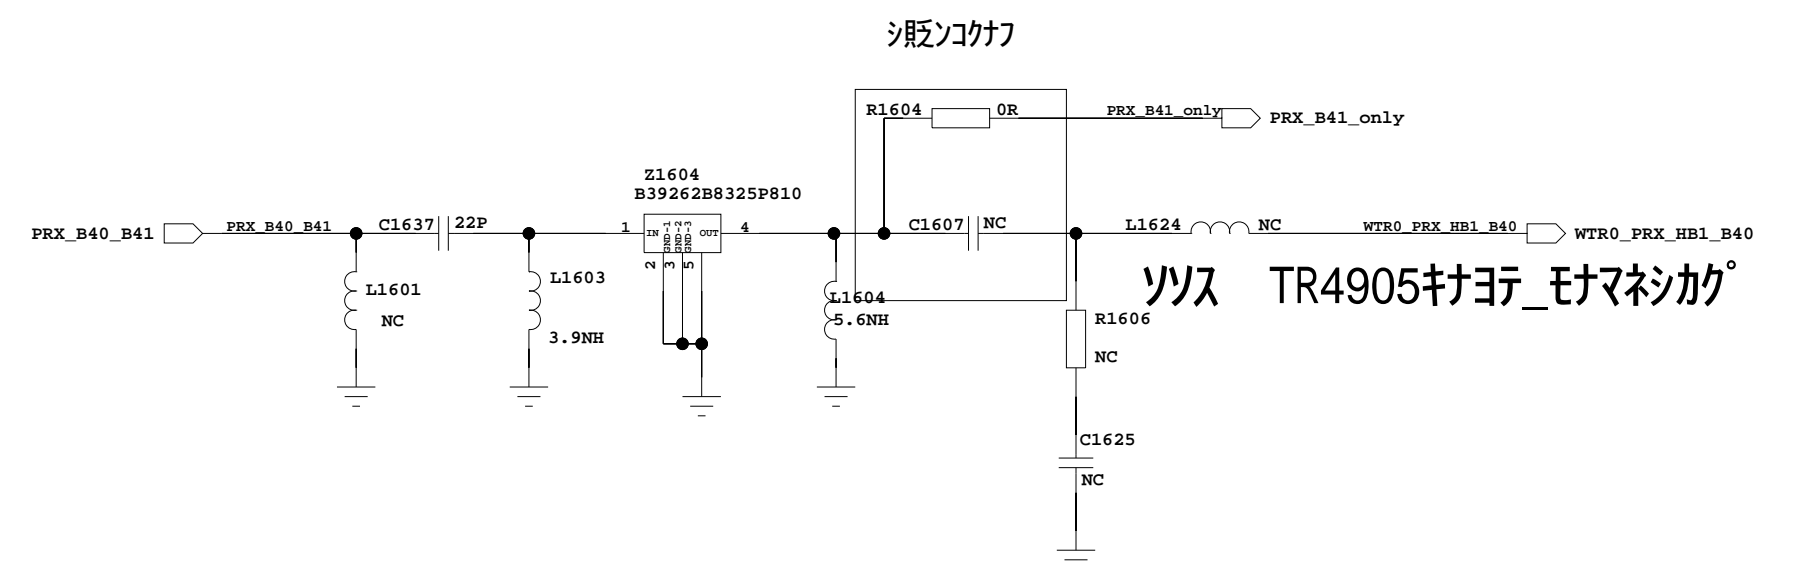 シ貶ンコクナフ
R1604 0R PRX_B41_only PRX_B41_only
Z1604
B39262B8325P810
PRX_B40_B41 PRX_B40_B41 C1637 22P 1 IN GND-1 GND-2 GND-3 OUT 4 C1607 NC L1624 NC WTR0_PRX_HB1_B40 WTR0_PRX_HB1_B40
2 3 5
L1601
NC
L1603
3.9NH
L1604
5.6NH
ソソス TR4905キナヨテ_モナマネシカグ゜
R1606
NC
C1625
NC